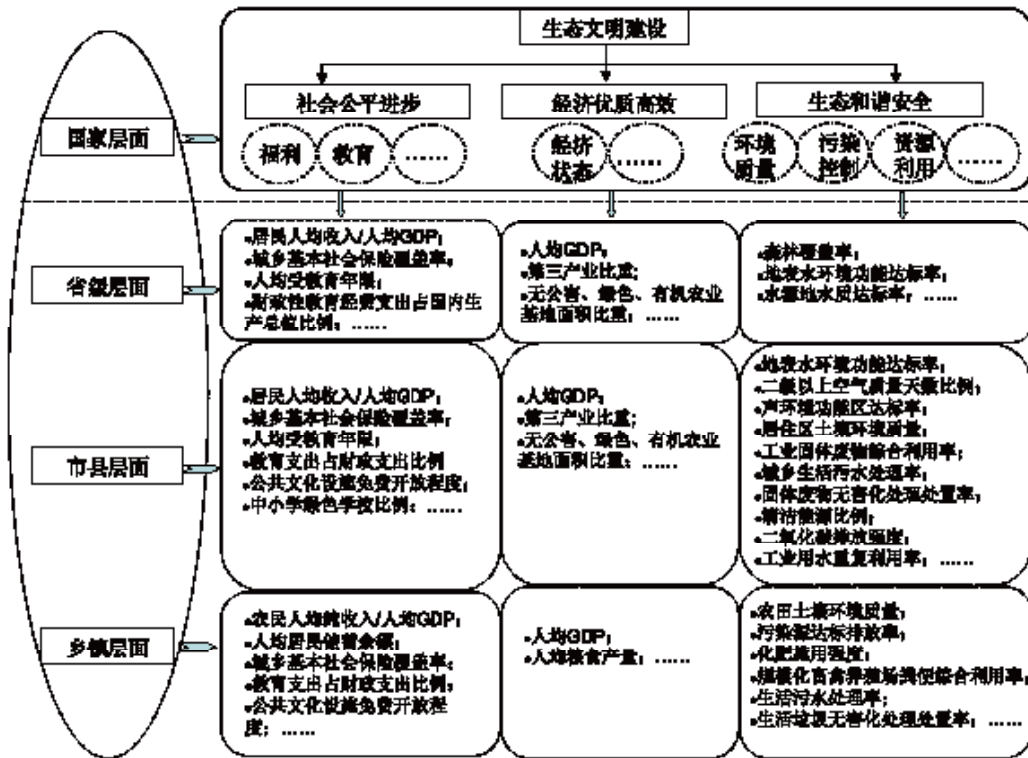 生态文明建设
社会公平进步
经济优质高效
生态和谐安全
国家层面
福利
教育
……
经济
状态
……
环境
质量
污染
控制
资源
利用
……
省级层面
•居民人均收入/人均GDP；
•城乡基本社会保险覆盖率；
•人均受教育年限；
•财政性教育经费支出占国内生
产总值比例；……
•人均GDP；
•第三产业比重；
•无公害、绿色、有机农业
基地面积比重；……
•森林覆盖率；
•地表水环境功能达标率；
•水源地水质达标率；……
市县层面
•居民人均收入/人均GDP；
•城乡基本社会保险覆盖率；
•人均受教育年限；
•教育支出占财政支出比例
•公共文化设施免费开放程度；
•中小学绿色学校比例；……
•人均GDP；
•第三产业比重；
•无公害、绿色、有机农业
基地面积比重；……
•地表水环境功能达标率；
•二级以上空气质量天数比例；
•声环境功能区达标率；
•居住区土壤环境质量；
•工业固体废物综合利用率；
•城乡生活污水处理率；
•固体废物无害化处理处置率；
•清洁能源比例；
•二氧化碳排放强度；
•工业用水重复利用率；……
乡镇层面
•农民人均纯收入/人均GDP；
•人均居民储蓄余额；
•城乡基本社会保险覆盖率；
•教育支出占财政支出比例；
•公共文化设施免费开放程
度；……
•人均GDP；
•人均粮食产量；……
•农田土壤环境质量；
•污染源达标排放率；
•化肥施用强度；
•规模化畜禽养殖场粪便综合利用率；
•生活污水处理率；
•生活垃圾无害化处理处置率；……